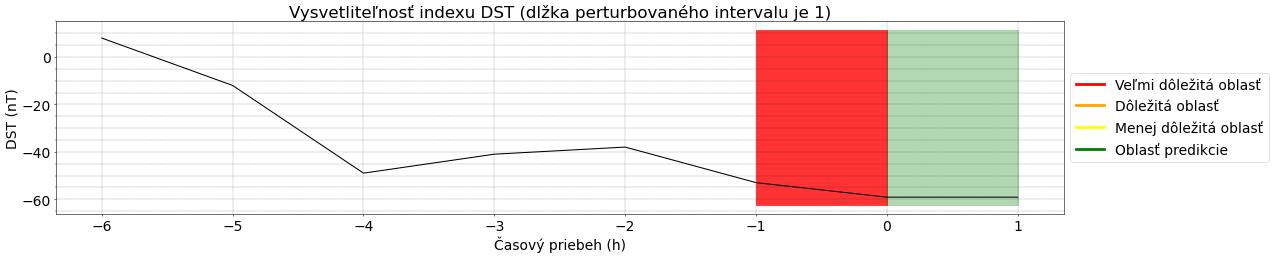 Vysvetliteľnosť indexu DST (dlžka perturbovaného intervalu je 1)
DST (nT)
0
−20
−40
−60
−6 −5 −4 −3 −2 −1 0 1
Časový priebeh (h)
Veľmi dôležitá oblasť
Dôležitá oblasť
Menej dôležitá oblasť
Oblasť predikcie